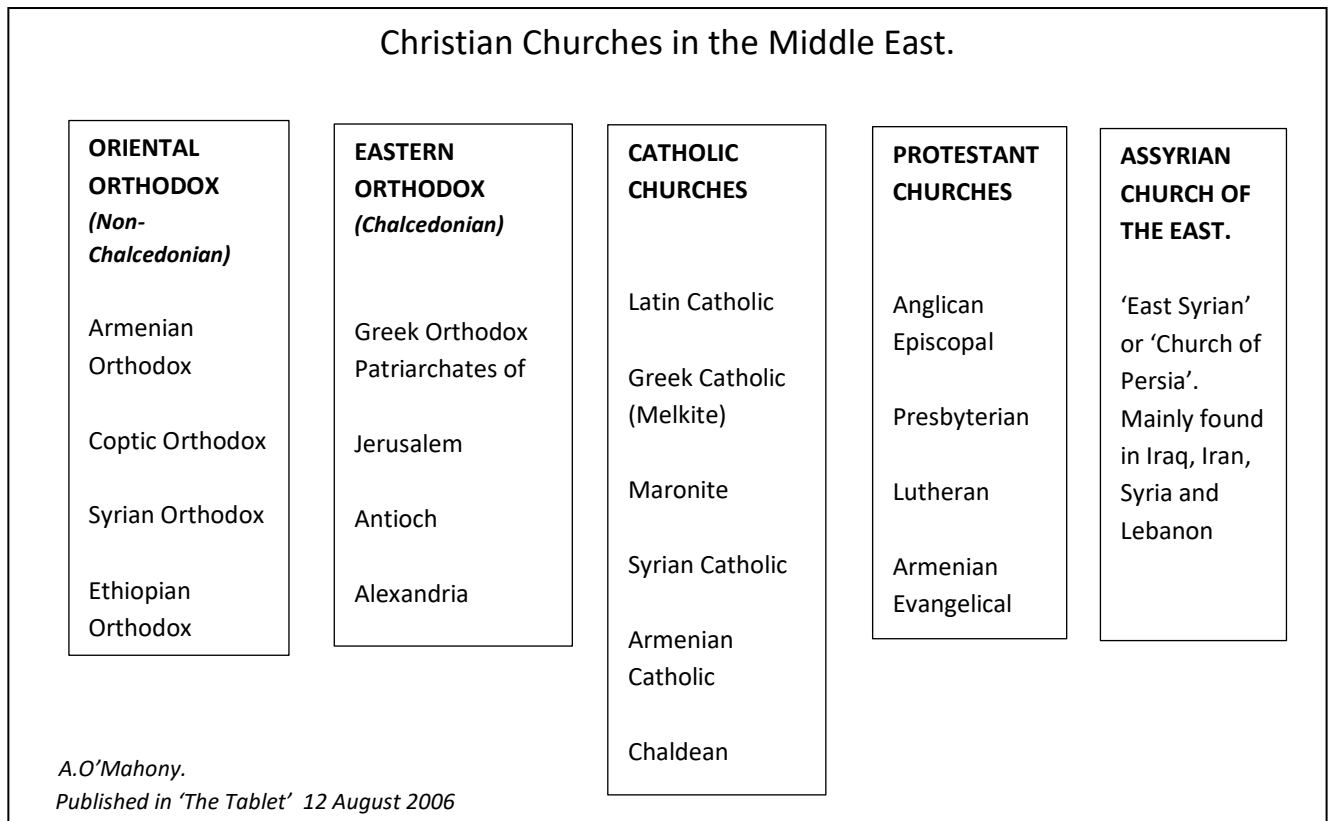 Christian Churches in the Middle East.
ORIENTAL
ORTHODOX
(Non-
Chalcedonian)
Armenian
Orthodox
Coptic Orthodox
Syrian Orthodox
Ethiopian
Orthodox
EASTERN
ORTHODOX
(Chalcedonian)
Greek Orthodox
Patriarchates of
Jerusalem
Antioch
Alexandria
CATHOLIC
CHURCHES
Latin Catholic
Greek Catholic
(Melkite)
Maronite
Syrian Catholic
Armenian
Catholic
Chaldean
PROTESTANT
CHURCHES
Anglican
Episcopal
Presbyterian
Lutheran
Armenian
Evangelical
ASSYRIAN
CHURCH OF
THE EAST.
‘East Syrian’
or ‘Church of
Persia’.
Mainly found
in Iraq, Iran,
Syria and
Lebanon
A.O’Mahony.
Published in ‘The Tablet’ 12 August 2006